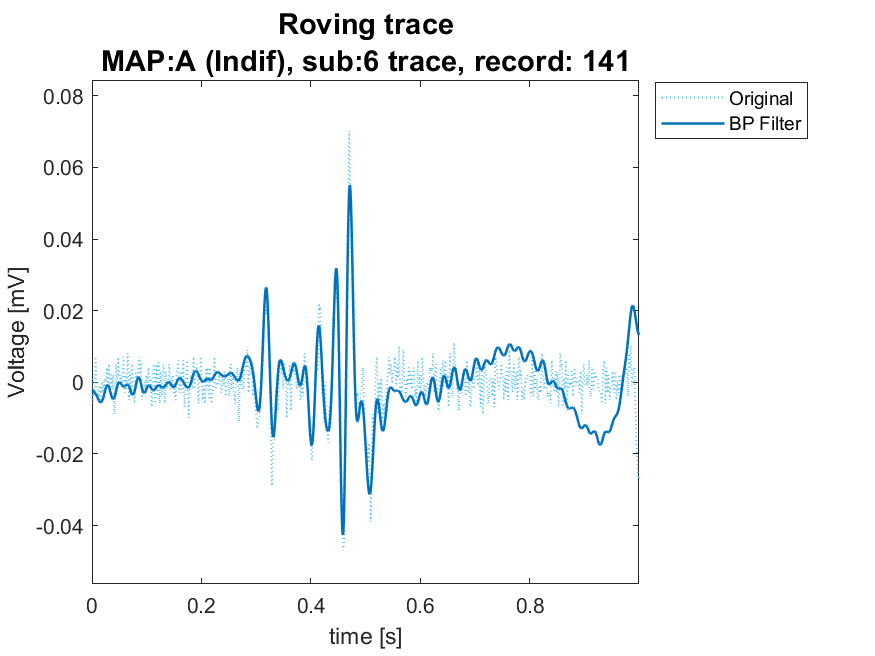 Roving trace
MAP:A (Indif), sub:6 trace, record: 141
Original
BP Filter
0.08
0.06
0.04
0.02
0
-0.02
-0.04
Voltage [mV]
0
0.2
0.4
0.6
0.8
time [s]